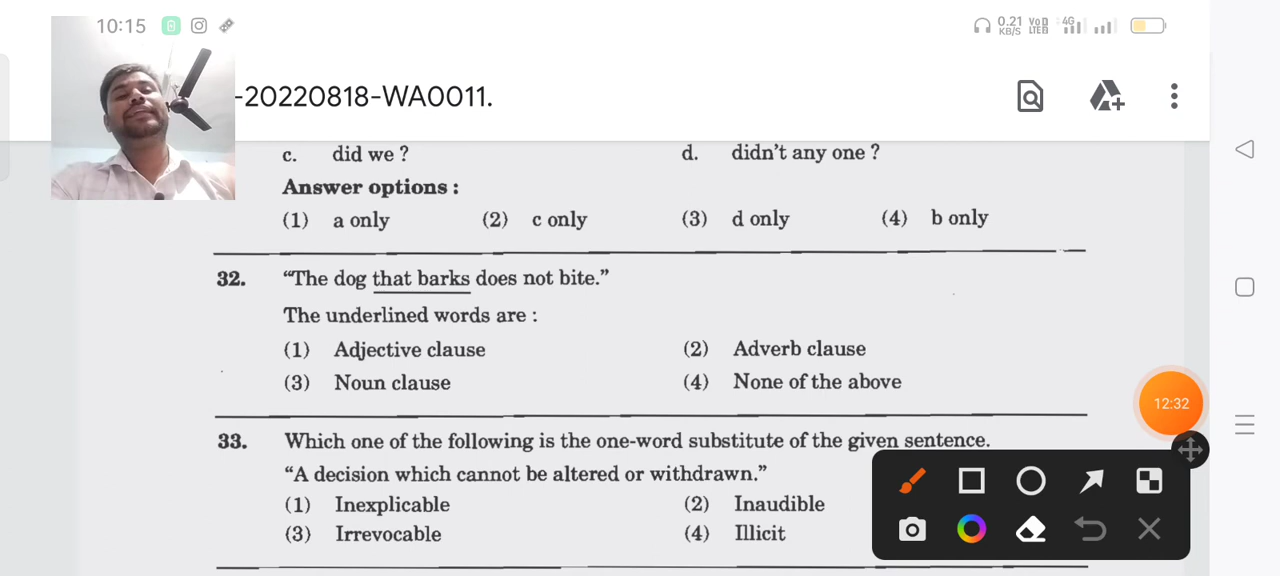 10:15 0.21 KB/S VoD LTEB 4G
-20220818-WA0011.
c. did we ? d. didn't any one ?
Answer options :
(1) a only (2) c only (3) d only (4) b only
32. “The dog that barks does not bite.”
The underlined words are :
(1) Adjective clause (2) Adverb clause
(3) Noun clause (4) None of the above
12:32
33. Which one of the following is the one-word substitute of the given sentence.
“A decision which cannot be altered or withdrawn.”
(1) Inexplicable (2) Inaudible
(3) Irrevocable (4) Illicit